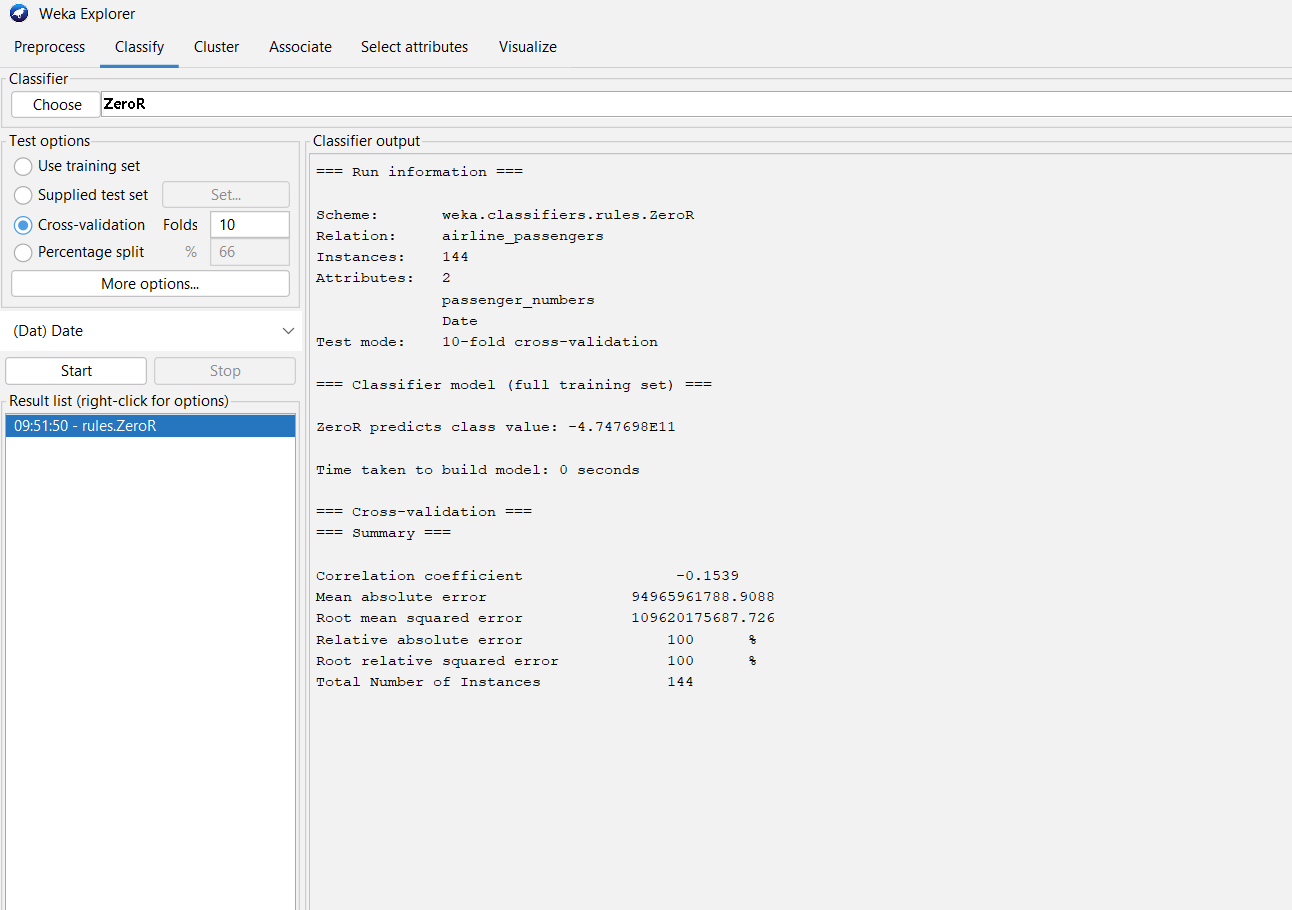 Weka Explorer
Preprocess Classify Cluster Associate Select attributes Visualize
Classifier
Choose ZeroR
Test options
Use training set
Supplied test set Set...
Cross-validation Folds 10
Percentage split % 66
More options...
(Dat) Date
Start Stop
Result list (right-click for options)
09:51:50 - rules.ZeroR
Classifier output
=== Run information ===
Scheme: weka.classifiers.rules.ZeroR
Relation: airline_passengers
Instances: 144
Attributes: 2
passenger_numbers
Date
Test mode: 10-fold cross-validation
=== Classifier model (full training set) ===
ZeroR predicts class value: -4.747698E11
Time taken to build model: 0 seconds
=== Cross-validation ===
=== Summary ===
Correlation coefficient -0.1539
Mean absolute error 94965961788.9088
Root mean squared error 109620175687.726
Relative absolute error 100 %
Root relative squared error 100 %
Total Number of Instances 144